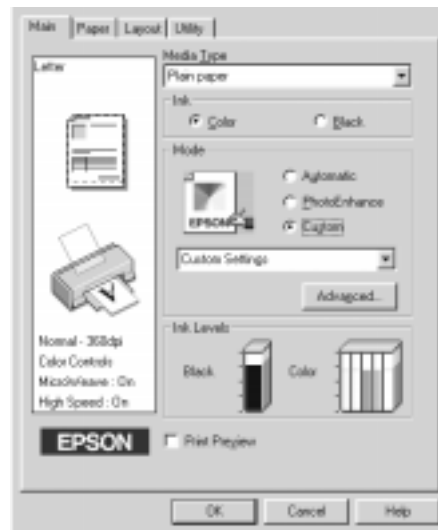 Main Paper Layout Utility
Letter
Media Type
Plain paper
Ink
Color Black
Mode
Automatic
PhotoEnhance
Custom
EPSON
Custom Settings
Advanced...
Normal - 360dpi
Color Controls
MicroWeave : On
High Speed : On
Ink Levels
Black Color
EPSON
Print Preview
OK Cancel Help